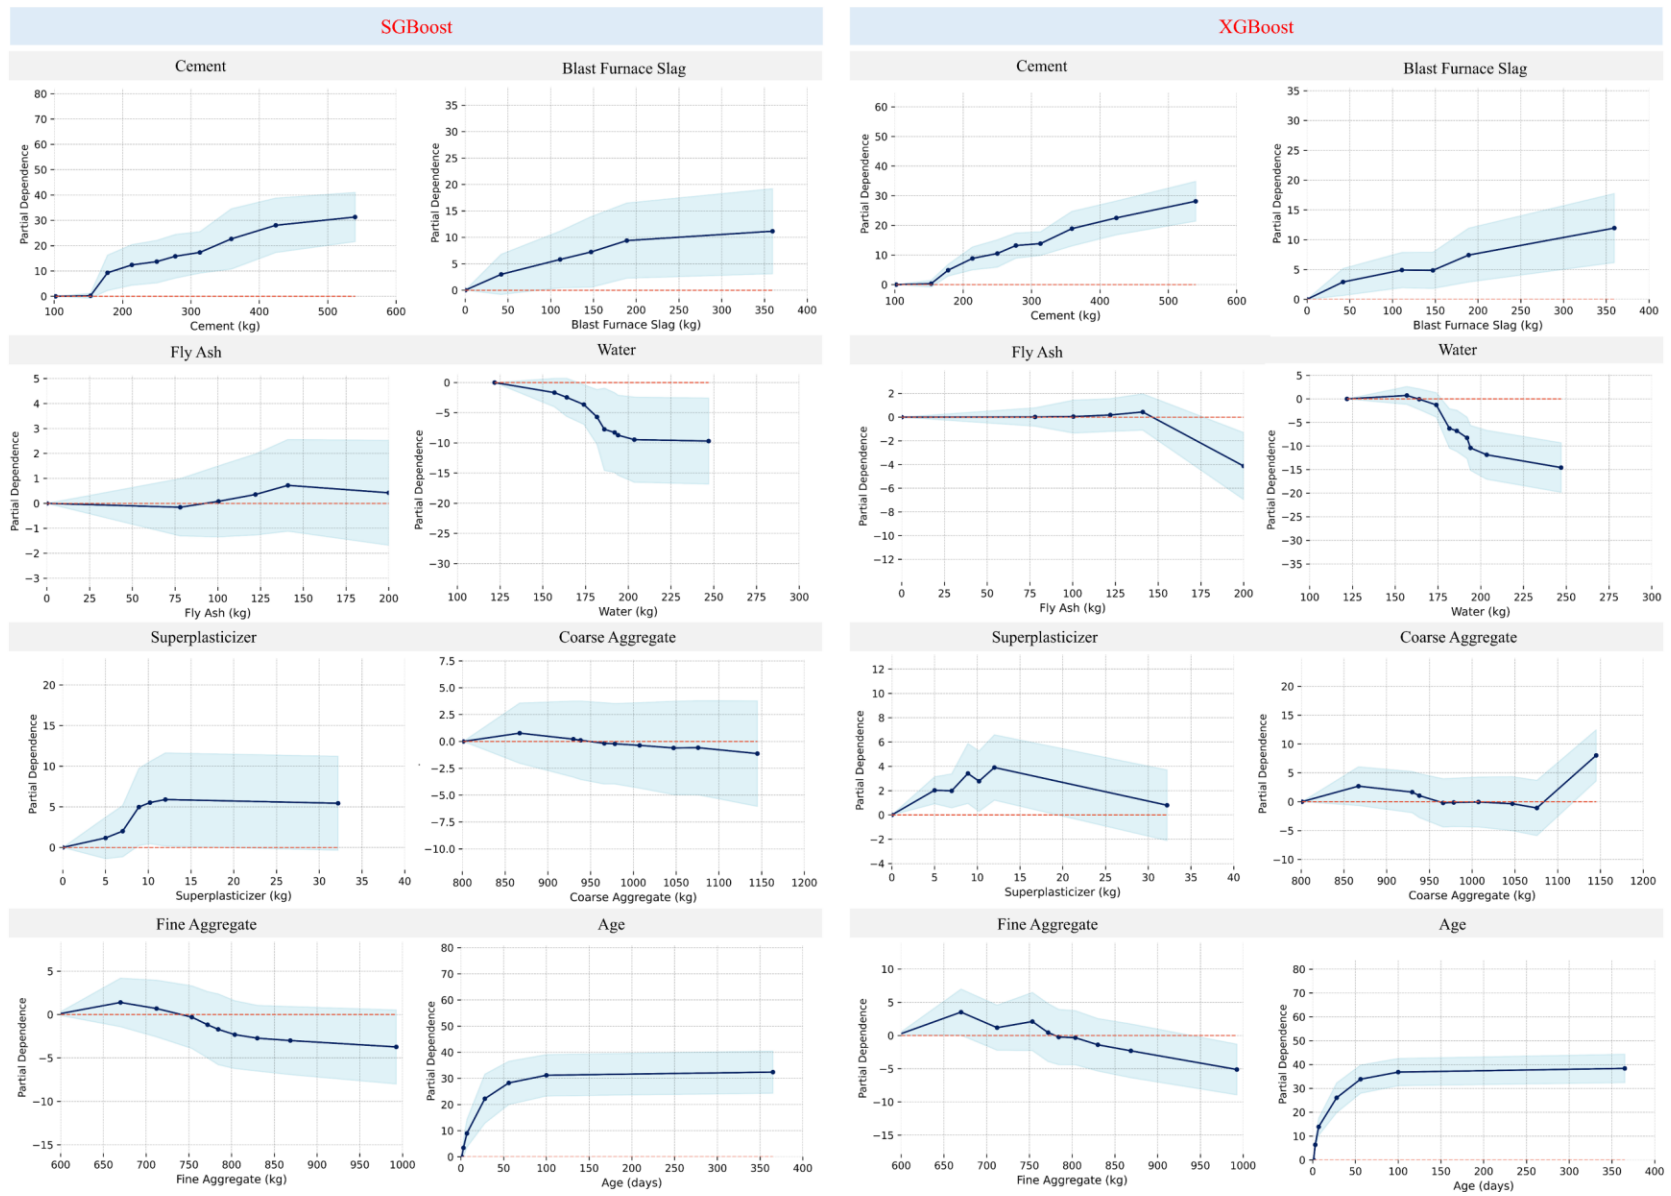 SGBoost
XGBoost
Cement
Blast Furnace Slag
Cement
Blast Furnace Slag
Partial Dependence
80
70
60
50
40
30
20
10
0
100 200 300 400 500 600
Cement (kg)
Partial Dependence
35
30
25
20
15
10
5
0
0 50 100 150 200 250 300 350 400
Blast Furnace Slag (kg)
Partial Dependence
60
50
40
30
20
10
0
100 200 300 400 500 600
Cement (kg)
Partial Dependence
35
30
25
20
15
10
5
0
0 50 100 150 200 250 300 350 400
Blast Furnace Slag (kg)
Fly Ash
Water
Fly Ash
Water
Partial Dependence
5
4
3
2
1
0
−1
−2
−3
0 25 50 75 100 125 150 175 200
Fly Ash (kg)
Partial Dependence
0
−5
−10
−15
−20
−25
−30
100 125 150 175 200 225 250 275 300
Water (kg)
Partial Dependence
2
0
−2
−4
−6
−8
−10
−12
0 25 50 75 100 125 150 175 200
Fly Ash (kg)
Partial Dependence
5
0
−5
−10
−15
−20
−25
−30
−35
100 125 150 175 200 225 250 275 300
Water (kg)
Superplasticizer
Coarse Aggregate
Superplasticizer
Coarse Aggregate
Partial Dependence
20
15
10
5
0
0 5 10 15 20 25 30 35 40
Superplasticizer (kg)
Partial Dependence
7.5
5.0
2.5
0.0
−2.5
−5.0
−7.5
−10.0
800 850 900 950 1000 1050 1100 1150 1200
Coarse Aggregate (kg)
Partial Dependence
12
10
8
6
4
2
0
−2
−4
0 5 10 15 20 25 30 35 40
Superplasticizer (kg)
Partial Dependence
20
15
10
5
0
−5
−10
800 850 900 950 1000 1050 1100 1150 1200
Coarse Aggregate (kg)
Fine Aggregate
Age
Fine Aggregate
Age
Partial Dependence
5
0
−5
−10
−15
600 650 700 750 800 850 900 950 1000
Fine Aggregate (kg)
Partial Dependence
80
70
60
50
40
30
20
10
0
0 50 100 150 200 250 300 350 400
Age (days)
Partial Dependence
10
5
0
−5
−10
−15
600 650 700 750 800 850 900 950 1000
Fine Aggregate (kg)
Partial Dependence
80
70
60
50
40
30
20
10
0
0 50 100 150 200 250 300 350 400
Age (days)